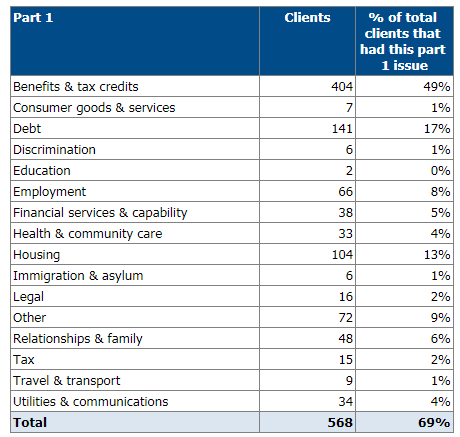 Part 1 Clients % of total
clients that
had this part
1 issue
Benefits & tax credits 404 49%
Consumer goods & services 7 1%
Debt 141 17%
Discrimination 6 1%
Education 2 0%
Employment 66 8%
Financial services & capability 38 5%
Health & community care 33 4%
Housing 104 13%
Immigration & asylum 6 1%
Legal 16 2%
Other 72 9%
Relationships & family 48 6%
Tax 15 2%
Travel & transport 9 1%
Utilities & communications 34 4%
Total 568 69%